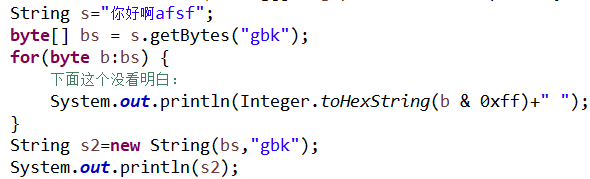 String s="你好啊afsf";
byte[] bs = s.getBytes("gbk");
for(byte b:bs) {
下面这个没看明白：
System.out.println(Integer.toHexString(b & 0xff)+" ");
}
String s2=new String(bs,"gbk");
System.out.println(s2);